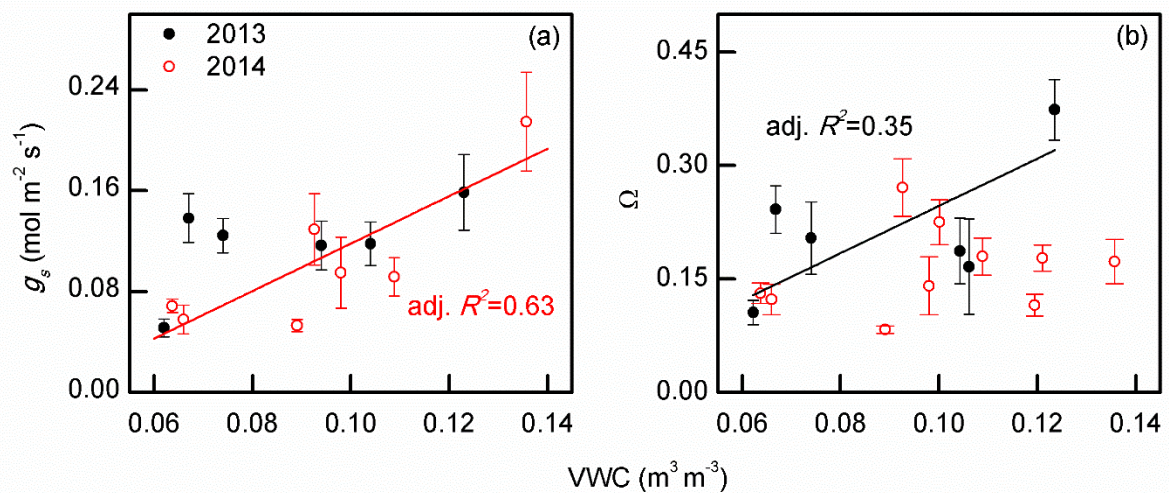 (a)
2013
2014
0.24
0.16
0.08
0.00
gs (mol m-2 s-1)
adj. R2=0.63
0.06 0.08 0.10 0.12 0.14
(b)
0.45
0.30
0.15
0.00
Ω
adj. R2=0.35
0.06 0.08 0.10 0.12 0.14
VWC (m3 m-3)